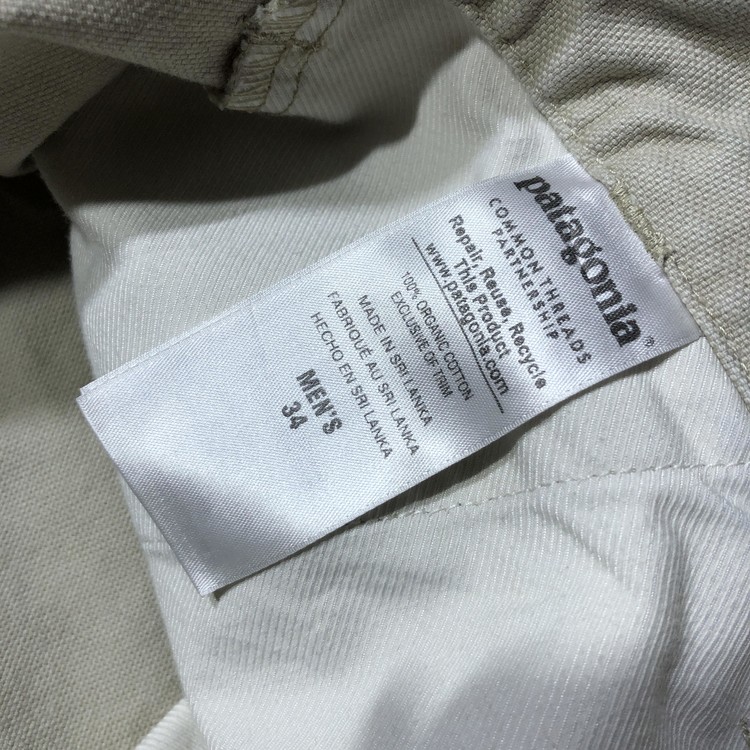 patagonia®
COMMON THREADS
PARTNERSHIP
Repair, Reuse, Recycle
This Product
www.patagonia.com
100% ORGANIC COTTON
EXCLUSIVE OF TRIM
MADE IN SRI LANKA
FABRIQUÉ AU SRI LANKA
HECHO EN SRI LANKA
MEN'S
34